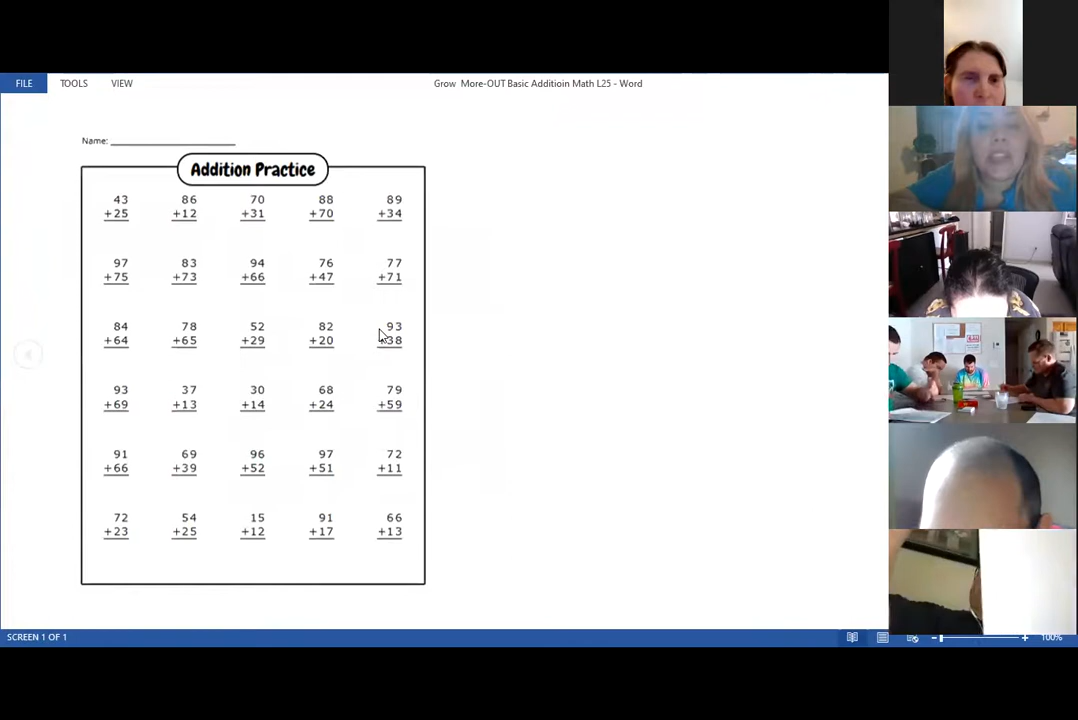 FILE TOOLS VIEW Grow More-OUT Basic Additioin Math L25 - Word
Name: ____________________
Addition Practice
43 86 70 88 89
+25 +12 +31 +70 +34
97 83 94 76 77
+75 +73 +66 +47 +71
84 78 52 82 93
+64 +65 +29 +20 38
93 37 30 68 79
+69 +13 +14 +24 +59
91 69 96 97 72
+66 +39 +52 +51 +11
72 54 15 91 66
+23 +25 +12 +17 +13
SCREEN 1 OF 1 100%